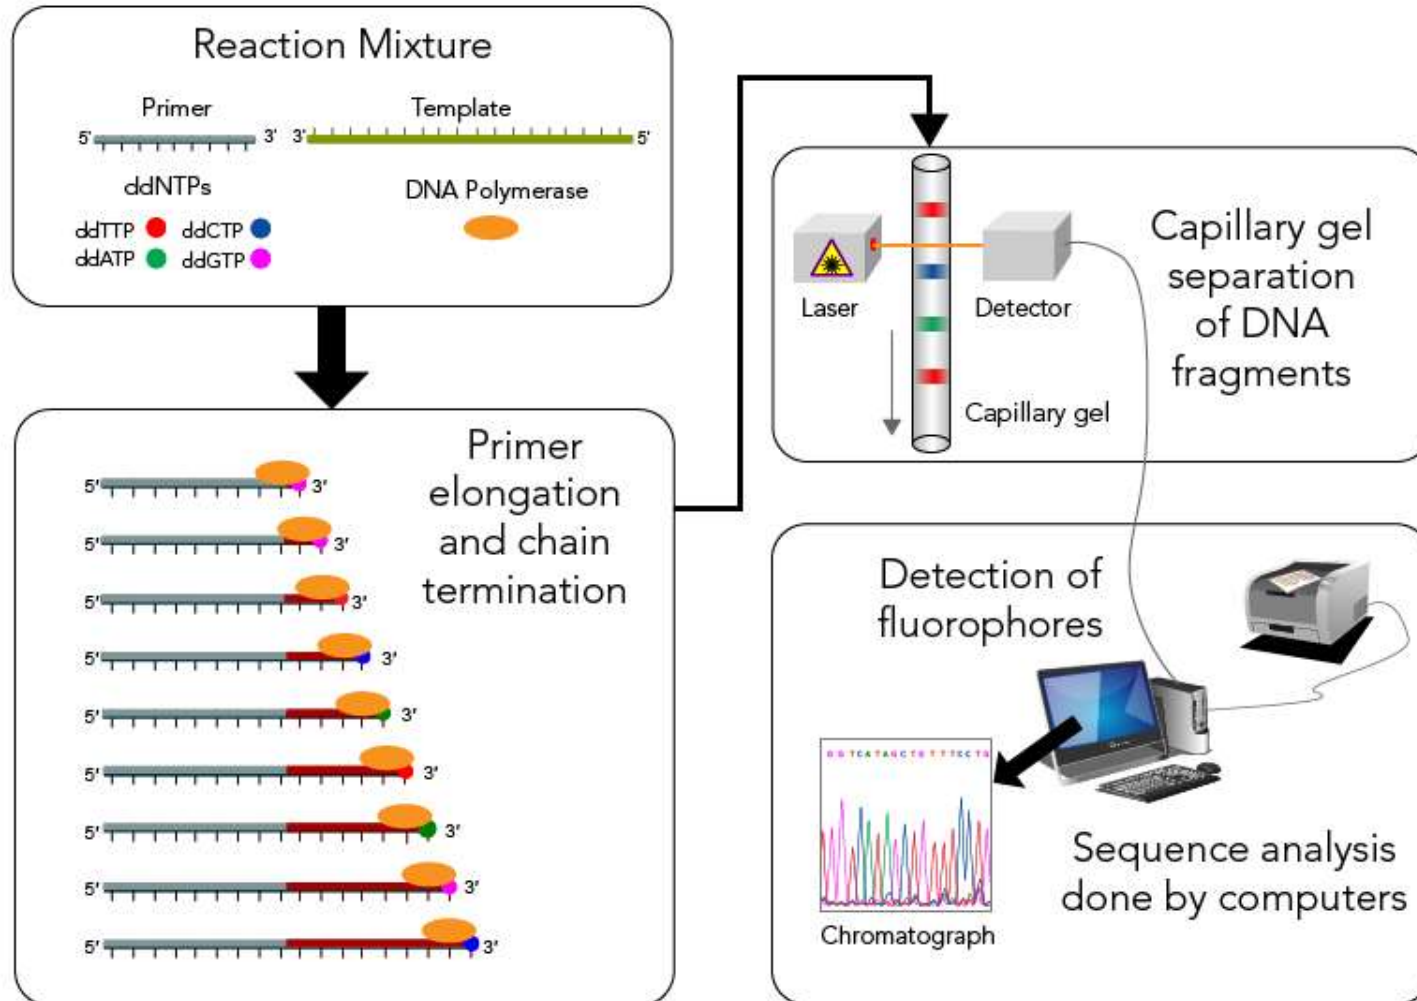 Reaction Mixture
Primer
Template
5' 3' 3' 5'
ddNTPs
DNA Polymerase
ddTTP ddCTP
ddATP ddGTP
Primer
elongation
and chain
termination
5' 3'
5' 3'
5' 3'
5' 3'
5' 3'
5' 3'
5' 3'
5' 3'
5' 3'
Capillary gel
separation
of DNA
fragments
Laser
Detector
Capillary gel
Detection of
fluorophores
Sequence analysis
done by computers
Chromatograph